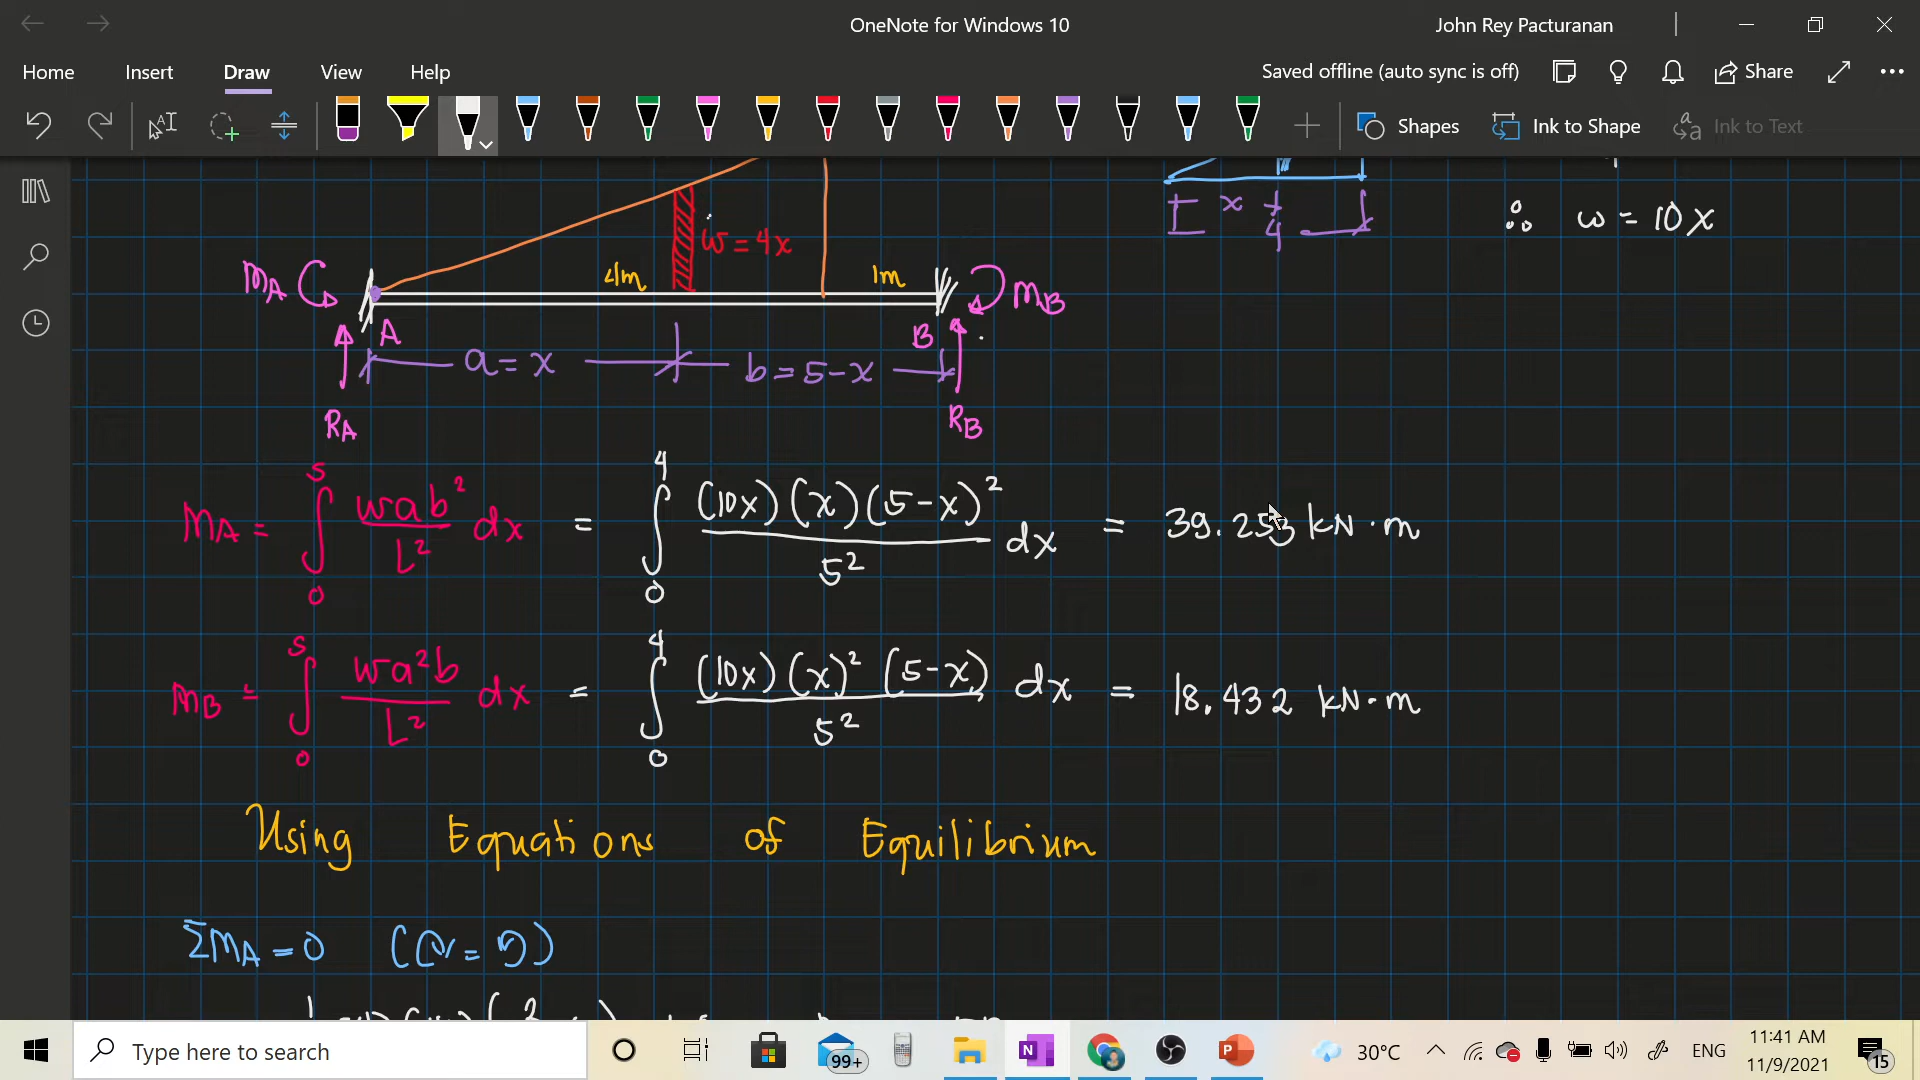 OneNote for Windows 10
John Rey Pacturanan
Home Insert Draw View Help
Saved offline (auto sync is off)
Share
Shapes
Ink to Shape
Ink to Text
x
4
∴ w = 10x
w = 4x
4m
1m
MA
MB
A
B
a = x
b = 5-x
RA
RB
MA = ∫₀⁵ wab²/L² dx = ∫₀⁴ (10x)(x)(5-x)²/5² dx = 39.253 kN·m
MB = ∫₀⁵ wa²b/L² dx = ∫₀⁴ (10x)(x)²(5-x)/5² dx = 18.432 kN·m
Using Equations of Equilibrium
ΣMA = 0
Type here to search
99+
30°C
ENG
11:41 AM
11/9/2021
15